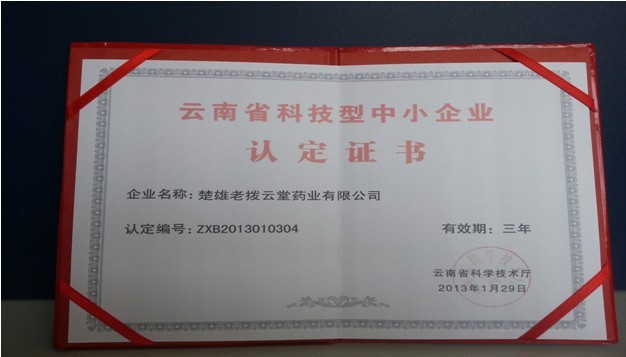 云南省科技型中小企业
认定证书
企业名称：楚雄老拨云堂药业有限公司
认定编号：ZXB2013010304 有效期：三年
云南省科学技术厅
2013年1月29日